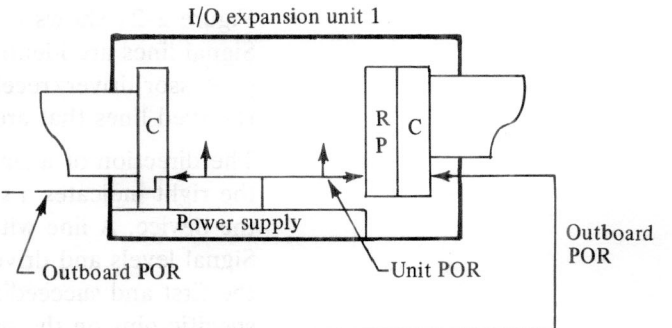 I/O expansion unit 1
C
R
P
C
Power supply
Outboard
POR
Outboard POR
Unit POR